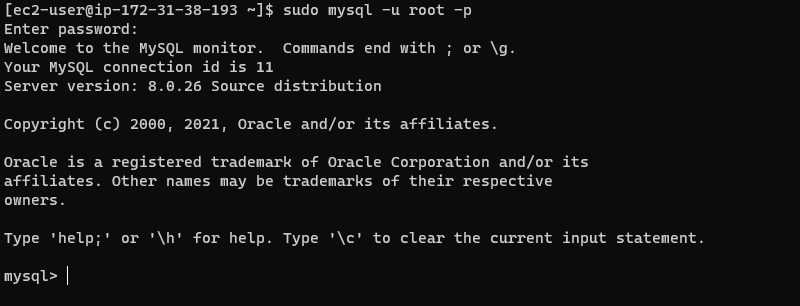 [ec2-user@ip-172-31-38-193 ~]$ sudo mysql -u root -p
Enter password:
Welcome to the MySQL monitor.  Commands end with ; or \g.
Your MySQL connection id is 11
Server version: 8.0.26 Source distribution
Copyright (c) 2000, 2021, Oracle and/or its affiliates.
Oracle is a registered trademark of Oracle Corporation and/or its
affiliates. Other names may be trademarks of their respective
owners.
Type 'help;' or '\h' for help. Type '\c' to clear the current input statement.
mysql>